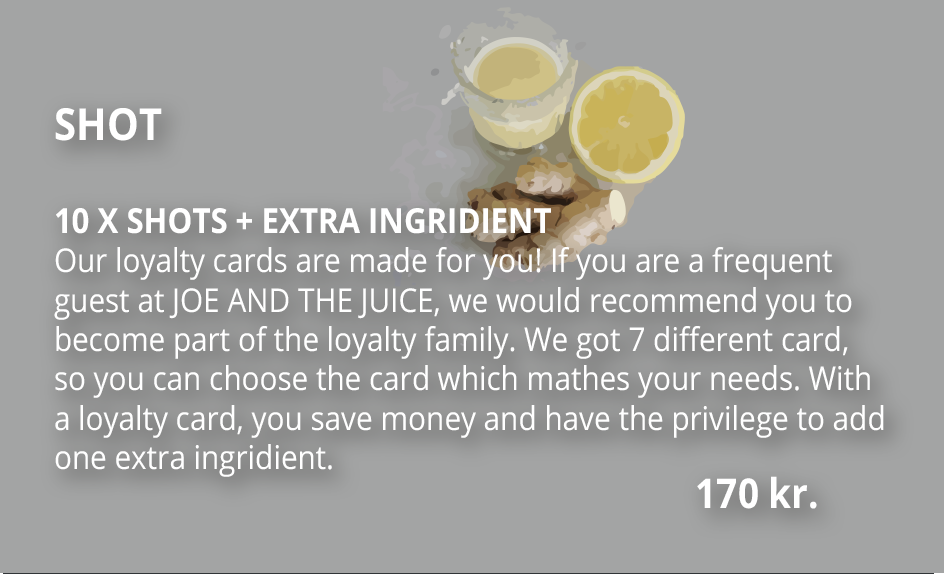 SHOT
10 X SHOTS + EXTRA INGRIDIENT
Our loyalty cards are made for you! If you are a frequent
guest at JOE AND THE JUICE, we would recommend you to
become part of the loyalty family. We got 7 different card,
so you can choose the card which mathes your needs. With
a loyalty card, you save money and have the privilege to add
one extra ingridient.
170 kr.